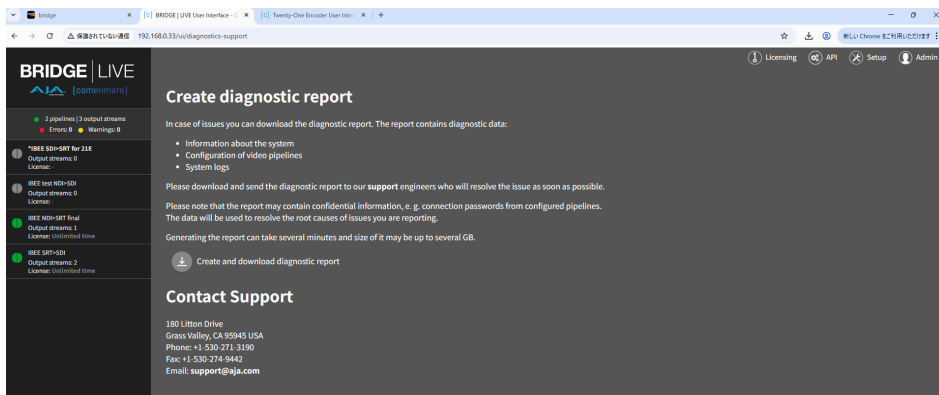 bridge
[c] BRIDGE | LIVE User Interface - C
[c] Twenty-One Encoder User Inter
保護されていない通信 192.168.0.33/ui/diagnostics-support
新しい Chrome をご利用いただけます
Licensing API Setup Admin
BRIDGE LIVE
AJA [comprimato]
2 pipelines | 3 output streams
Errors: 0 Warnings: 0
*IBEE SDI>SRT for 21E
Output streams: 0
License: -
IBEE test NDI>SDI
Output streams: 0
License: -
IBEE NDI>SRT final
Output streams: 1
License: Unlimited time
IBEE SRT>SDI
Output streams: 2
License: Unlimited time
Create diagnostic report
In case of issues you can download the diagnostic report. The report contains diagnostic data:
• Information about the system
• Configuration of video pipelines
• System logs
Please download and send the diagnostic report to our support engineers who will resolve the issue as soon as possible.
Please note that the report may contain confidential information, e. g. connection passwords from configured pipelines.
The data will be used to resolve the root causes of issues you are reporting.
Generating the report can take several minutes and size of it may be up to several GB.
Create and download diagnostic report
Contact Support
180 Litton Drive
Grass Valley, CA 95945 USA
Phone: +1-530-271-3190
Fax: +1-530-274-9442
Email: support@aja.com